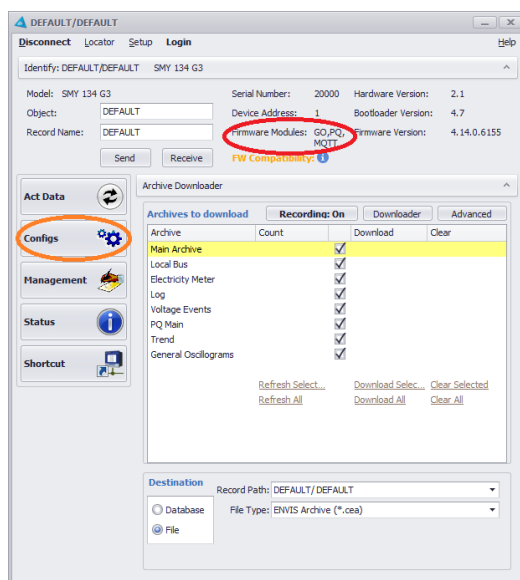 DEFAULT/DEFAULT
Disconnect Locator Setup Login Help
Identify: DEFAULT/DEFAULT SMY 134 G3
Model: SMY 134 G3 Serial Number: 20000 Hardware Version: 2.1
Object: DEFAULT Device Address: 1 Bootloader Version: 4.7
Record Name: DEFAULT Firmware Modules: GO,PQ, Firmware Version: 4.14.0.6155
MQTT
Send Receive FW Compatibility:
Act Data
Configs
Management
Status
Shortcut
Archive Downloader
Archives to download Recording: On Downloader Advanced
Archive Count Download Clear
Main Archive
Local Bus
Electricity Meter
Log
Voltage Events
PQ Main
Trend
General Oscillograms
Refresh Selec... Download Selec... Clear Selected
Refresh All Download All Clear All
Destination
Record Path: DEFAULT/DEFAULT
Database File Type: ENVIS Archive (*.cea)
File